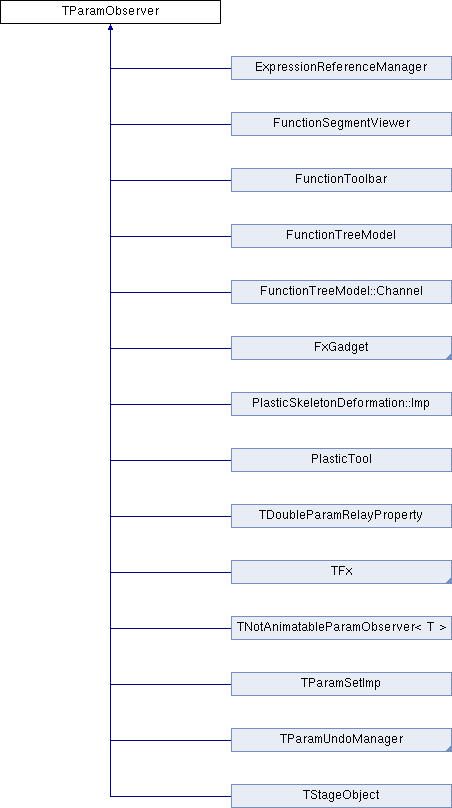 TParamObserver
ExpressionReferenceManager
FunctionSegmentViewer
FunctionToolbar
FunctionTreeModel
FunctionTreeModel::Channel
FxGadget
PlasticSkeletonDeformation::Imp
PlasticTool
TDoubleParamRelayProperty
TFx
TNotAnimatableParamObserver< T >
TParamSetImp
TParamUndoManager
TStageObject